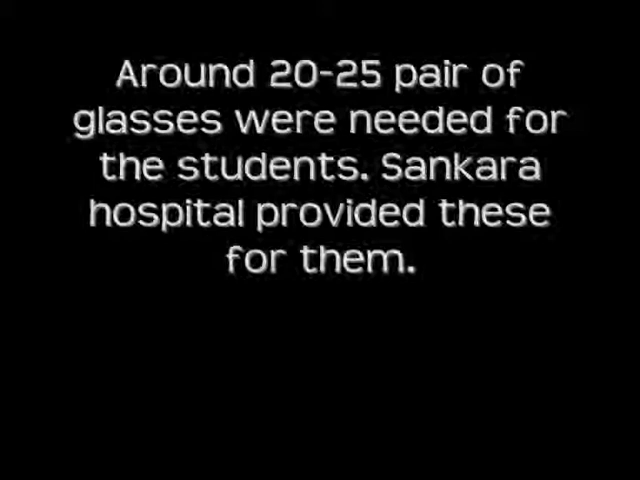 Around 20-25 pair of
glasses were needed for
the students. Sankara
hospital provided these
for them.